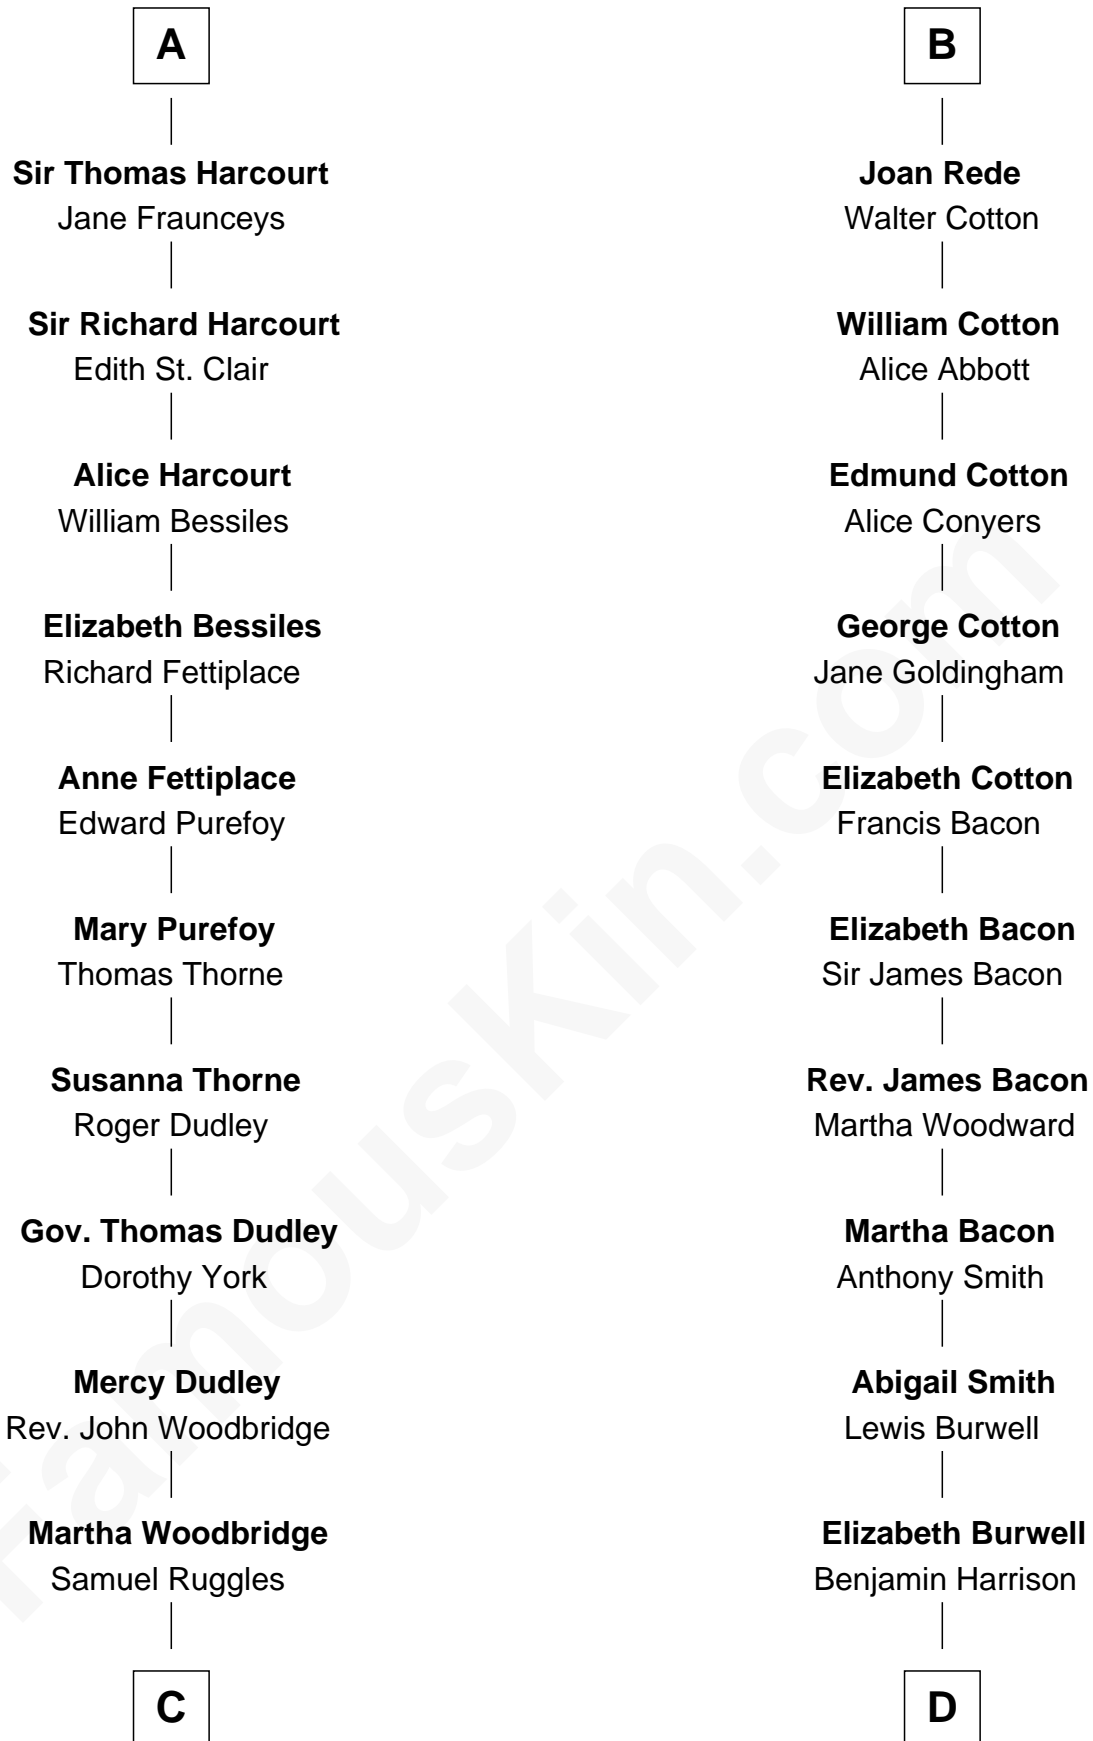 A
Sir Thomas Harcourt
Jane Fraunceys
Sir Richard Harcourt
Edith St. Clair
Alice Harcourt
William Bessiles
Elizabeth Bessiles
Richard Fettiplace
Anne Fettiplace
Edward Purefoy
Mary Purefoy
Thomas Thorne
Susanna Thorne
Roger Dudley
Gov. Thomas Dudley
Dorothy York
Mercy Dudley
Rev. John Woodbridge
Martha Woodbridge
Samuel Ruggles
C
B
Joan Rede
Walter Cotton
William Cotton
Alice Abbott
Edmund Cotton
Alice Conyers
George Cotton
Jane Goldingham
Elizabeth Cotton
Francis Bacon
Elizabeth Bacon
Sir James Bacon
Rev. James Bacon
Martha Woodward
Martha Bacon
Anthony Smith
Abigail Smith
Lewis Burwell
Elizabeth Burwell
Benjamin Harrison
D
FamousKin.com